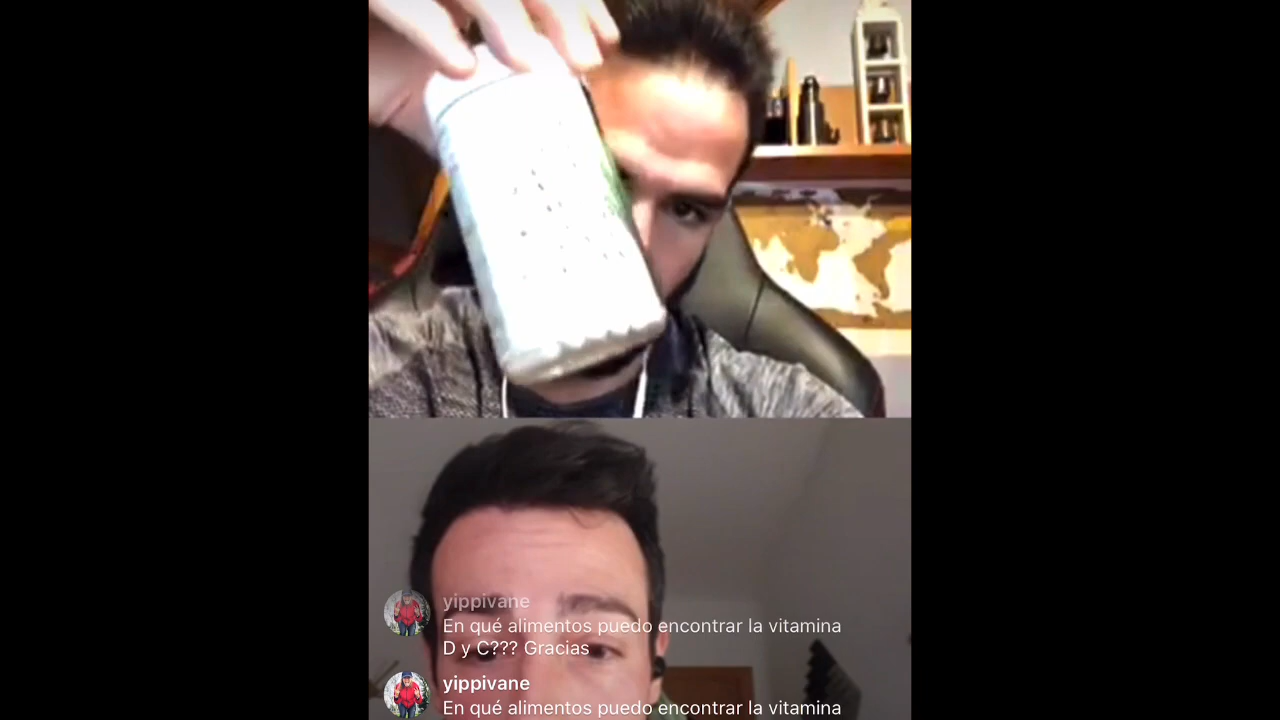 yippivane
En qué alimentos puedo encontrar la vitamina
D y C??? Gracias
yippivane
En qué alimentos puedo encontrar la vitamina